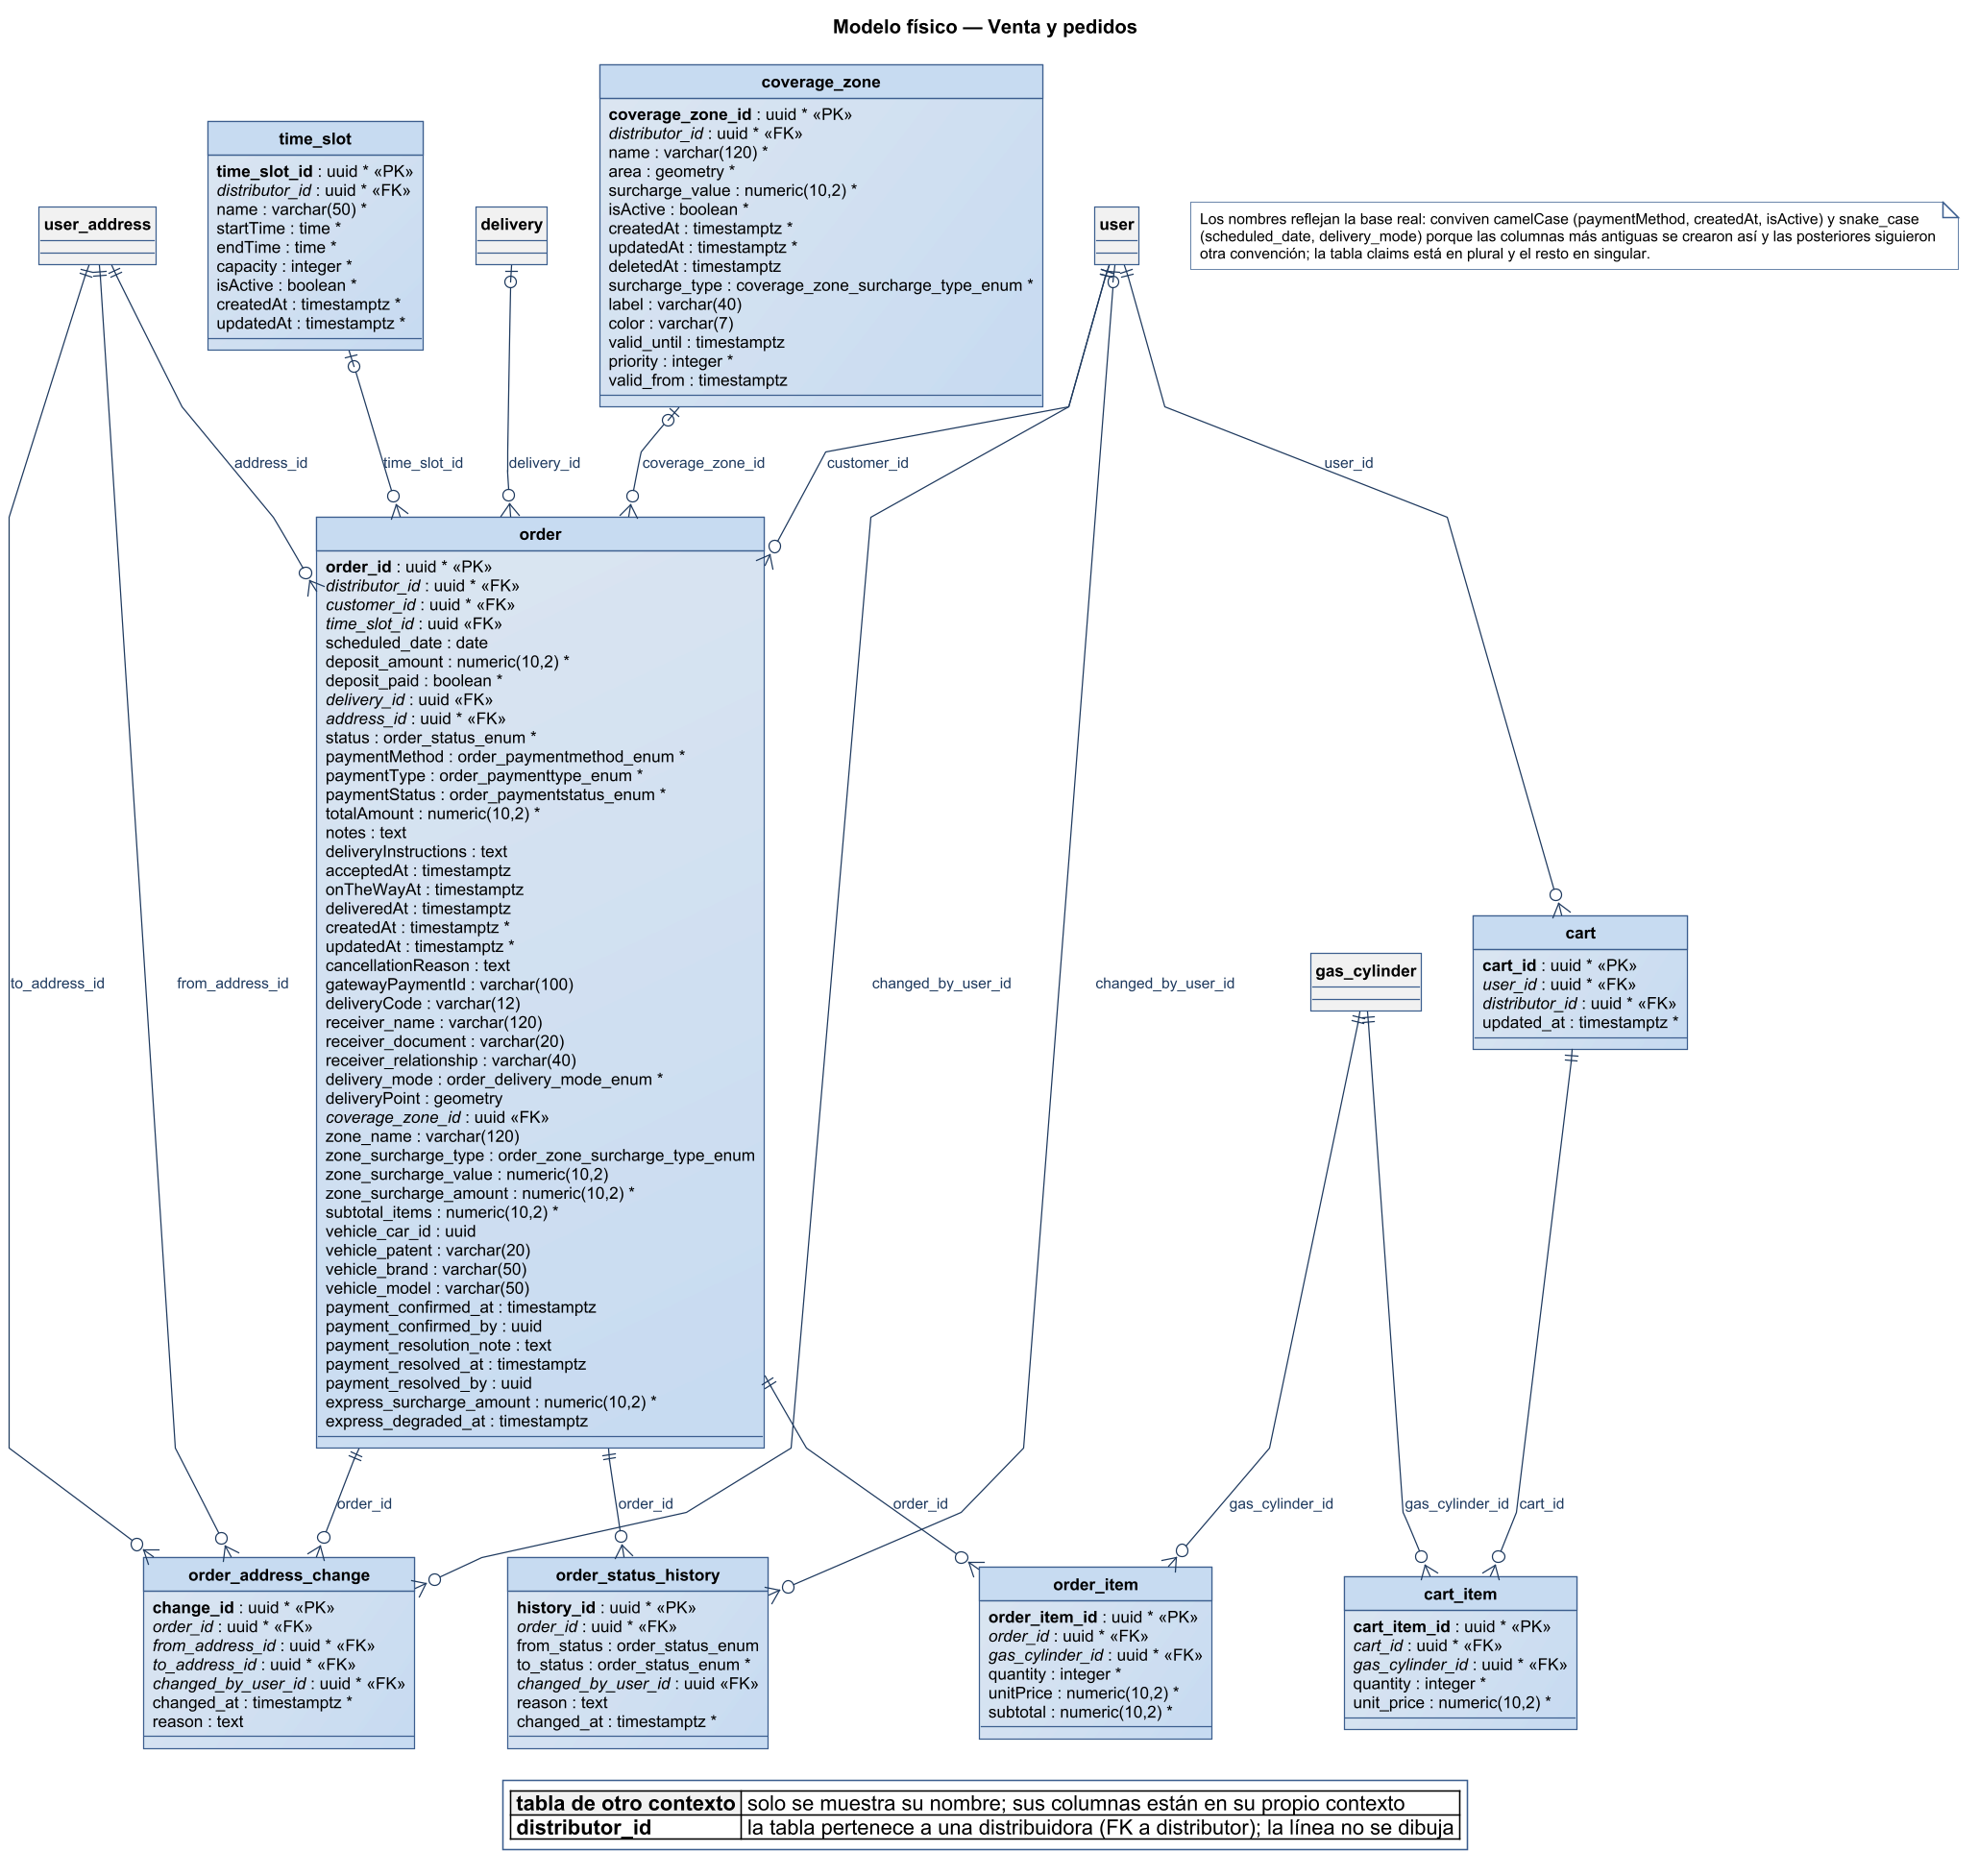 Modelo físico — Venta y pedidos
coverage_zone
coverage_zone_id : uuid * «PK»
distributor_id : uuid * «FK»
name : varchar(120) *
area : geometry *
surcharge_value : numeric(10,2) *
isActive : boolean *
createdAt : timestamptz *
updatedAt : timestamptz *
deletedAt : timestamptz
surcharge_type : coverage_zone_surcharge_type_enum *
label : varchar(40)
color : varchar(7)
valid_until : timestamptz
priority : integer *
valid_from : timestamptz
time_slot
time_slot_id : uuid * «PK»
distributor_id : uuid * «FK»
name : varchar(50) *
startTime : time *
endTime : time *
capacity : integer *
isActive : boolean *
createdAt : timestamptz *
updatedAt : timestamptz *
user_address
delivery
user
Los nombres reflejan la base real: conviven camelCase (paymentMethod, createdAt, isActive) y snake_case
(scheduled_date, delivery_mode) porque las columnas más antiguas se crearon así y las posteriores siguieron
otra convención; la tabla claims está en plural y el resto en singular.
address_id
time_slot_id
delivery_id
coverage_zone_id
customer_id
user_id
order
order_id : uuid * «PK»
distributor_id : uuid * «FK»
customer_id : uuid * «FK»
time_slot_id : uuid «FK»
scheduled_date : date
deposit_amount : numeric(10,2) *
deposit_paid : boolean *
delivery_id : uuid «FK»
address_id : uuid * «FK»
status : order_status_enum *
paymentMethod : order_paymentmethod_enum *
paymentType : order_paymenttype_enum *
paymentStatus : order_paymentstatus_enum *
totalAmount : numeric(10,2) *
notes : text
deliveryInstructions : text
acceptedAt : timestamptz
onTheWayAt : timestamptz
deliveredAt : timestamptz
createdAt : timestamptz *
updatedAt : timestamptz *
cancellationReason : text
gatewayPaymentId : varchar(100)
deliveryCode : varchar(12)
receiver_name : varchar(120)
receiver_document : varchar(20)
receiver_relationship : varchar(40)
delivery_mode : order_delivery_mode_enum *
deliveryPoint : geometry
coverage_zone_id : uuid «FK»
zone_name : varchar(120)
zone_surcharge_type : order_zone_surcharge_type_enum
zone_surcharge_value : numeric(10,2)
zone_surcharge_amount : numeric(10,2) *
subtotal_items : numeric(10,2) *
vehicle_car_id : uuid
vehicle_patent : varchar(20)
vehicle_brand : varchar(50)
vehicle_model : varchar(50)
payment_confirmed_at : timestamptz
payment_confirmed_by : uuid
payment_resolution_note : text
payment_resolved_at : timestamptz
payment_resolved_by : uuid
express_surcharge_amount : numeric(10,2) *
express_degraded_at : timestamptz
cart
cart_id : uuid * «PK»
user_id : uuid * «FK»
distributor_id : uuid * «FK»
updated_at : timestamptz *
gas_cylinder
to_address_id
from_address_id
changed_by_user_id
changed_by_user_id
order_id
order_id
order_id
gas_cylinder_id
gas_cylinder_id
cart_id
order_address_change
change_id : uuid * «PK»
order_id : uuid * «FK»
from_address_id : uuid * «FK»
to_address_id : uuid * «FK»
changed_by_user_id : uuid * «FK»
changed_at : timestamptz *
reason : text
order_status_history
history_id : uuid * «PK»
order_id : uuid * «FK»
from_status : order_status_enum
to_status : order_status_enum *
changed_by_user_id : uuid «FK»
reason : text
changed_at : timestamptz *
order_item
order_item_id : uuid * «PK»
order_id : uuid * «FK»
gas_cylinder_id : uuid * «FK»
quantity : integer *
unitPrice : numeric(10,2) *
subtotal : numeric(10,2) *
cart_item
cart_item_id : uuid * «PK»
cart_id : uuid * «FK»
gas_cylinder_id : uuid * «FK»
quantity : integer *
unit_price : numeric(10,2) *
tabla de otro contexto solo se muestra su nombre; sus columnas están en su propio contexto
distributor_id la tabla pertenece a una distribuidora (FK a distributor); la línea no se dibuja